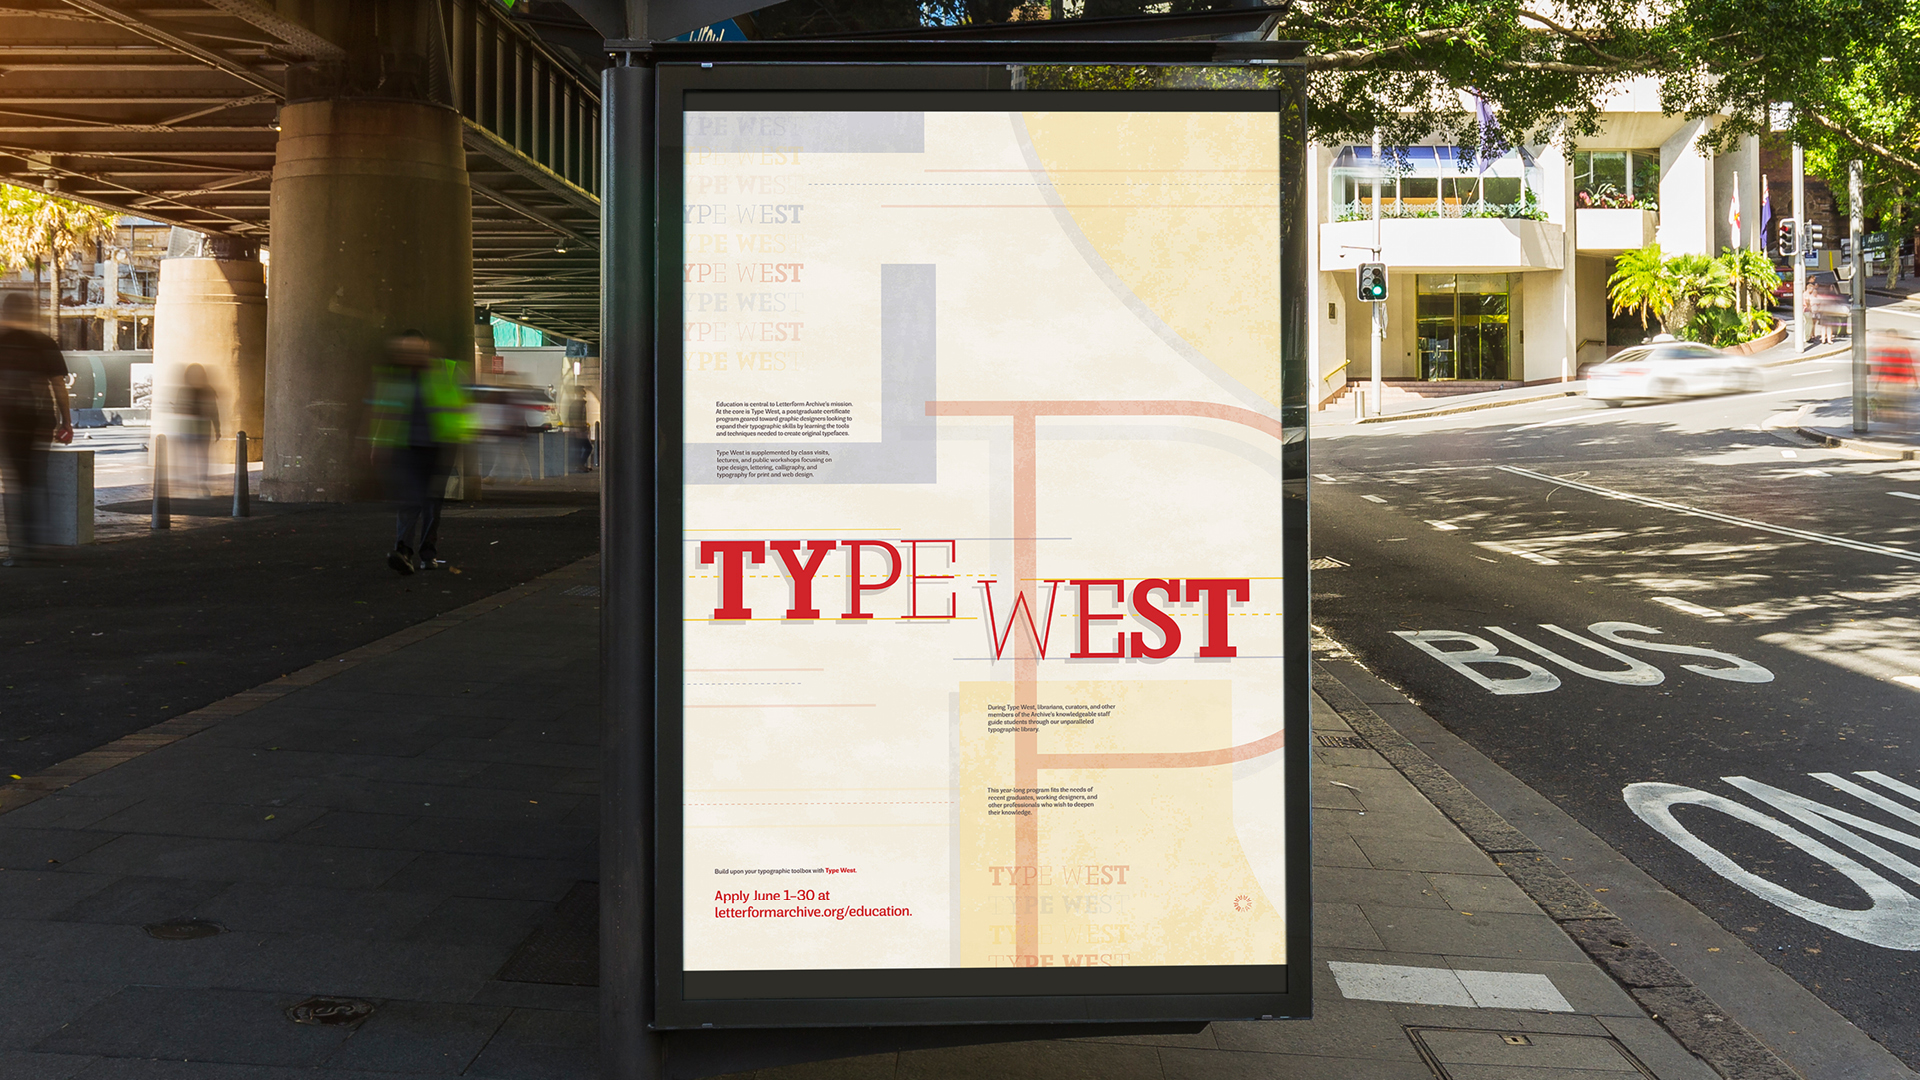 TYPE WEST
TYPE WEST
TYPE WEST
YPE WEST
YPE WEST
YPE WEST
YPE WEST
YPE WEST
TYPE WEST
Education is central to Letterform Archive's mission.
At the core is Type West, a postgraduate certificate
program geared toward graphic designers looking to
expand their typographic skills by learning the tools
and techniques needed to create original typefaces.
Type West is supplemented by class visits,
lectures, and public workshops focusing on
type design, lettering, calligraphy, and
typography for print and web design.
TYPE WEST
During Type West, librarians, curators, and other
members of the Archive's knowledgeable staff
guide students through our unparalleled
typographic library.
This year-long program fits the needs of
recent graduates, working designers, and
other professionals who wish to deepen
their knowledge.
Build upon your typographic toolbox with Type West.
Apply June 1–30 at
letterformarchive.org/education.
TYPE WEST
TYPE WEST
TYPE WEST
TYPE WEST
BUS
ONL